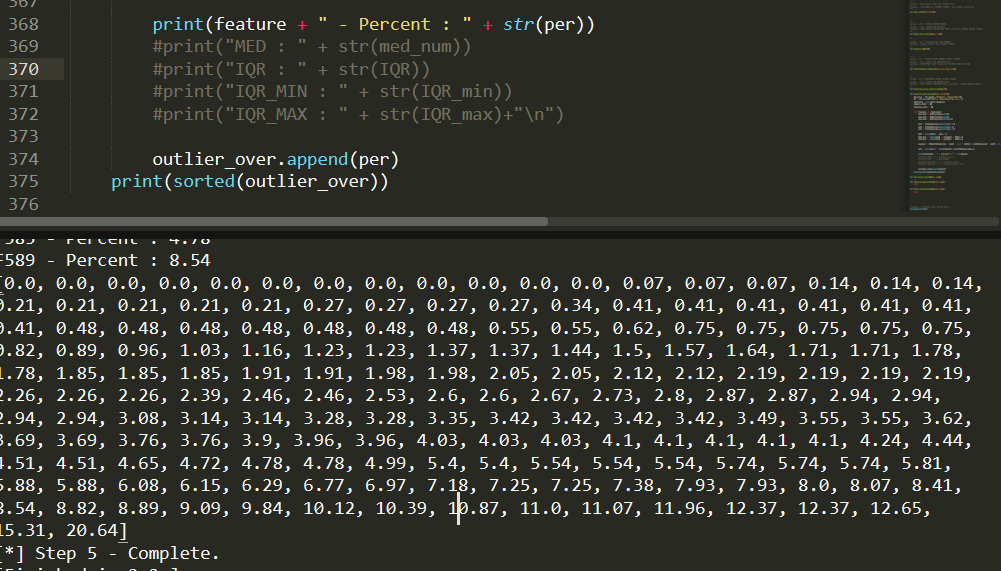 367
368 print(feature + " - Percent : " + str(per))
369 #print("MED : " + str(med_num))
370 #print("IQR : " + str(IQR))
371 #print("IQR_MIN : " + str(IQR_min))
372 #print("IQR_MAX : " + str(IQR_max)+"\n")
373
374 outlier_over.append(per)
375 print(sorted(outlier_over))
376
F585 - Percent : 4.78
F589 - Percent : 8.54
[0.0, 0.0, 0.0, 0.0, 0.0, 0.0, 0.0, 0.0, 0.0, 0.0, 0.0, 0.0, 0.07, 0.07, 0.07, 0.14, 0.14, 0.14,
0.21, 0.21, 0.21, 0.21, 0.21, 0.27, 0.27, 0.27, 0.27, 0.34, 0.41, 0.41, 0.41, 0.41, 0.41, 0.41,
0.41, 0.48, 0.48, 0.48, 0.48, 0.48, 0.48, 0.48, 0.55, 0.55, 0.62, 0.75, 0.75, 0.75, 0.75, 0.75,
0.82, 0.89, 0.96, 1.03, 1.16, 1.23, 1.23, 1.37, 1.37, 1.44, 1.5, 1.57, 1.64, 1.71, 1.71, 1.78,
1.78, 1.85, 1.85, 1.85, 1.91, 1.91, 1.98, 1.98, 2.05, 2.05, 2.12, 2.12, 2.19, 2.19, 2.19, 2.19,
2.26, 2.26, 2.26, 2.39, 2.46, 2.46, 2.53, 2.6, 2.6, 2.67, 2.73, 2.8, 2.87, 2.87, 2.94, 2.94,
2.94, 2.94, 3.08, 3.14, 3.14, 3.28, 3.28, 3.35, 3.42, 3.42, 3.42, 3.42, 3.49, 3.55, 3.55, 3.62,
3.69, 3.69, 3.76, 3.76, 3.9, 3.96, 3.96, 4.03, 4.03, 4.03, 4.1, 4.1, 4.1, 4.1, 4.1, 4.24, 4.44,
4.51, 4.51, 4.65, 4.72, 4.78, 4.78, 4.99, 5.4, 5.4, 5.54, 5.54, 5.54, 5.74, 5.74, 5.74, 5.81,
5.88, 5.88, 6.08, 6.15, 6.29, 6.77, 6.97, 7.18, 7.25, 7.25, 7.38, 7.93, 7.93, 8.0, 8.07, 8.41,
8.54, 8.82, 8.89, 9.09, 9.84, 10.12, 10.39, 10.87, 11.0, 11.07, 11.96, 12.37, 12.37, 12.65,
15.31, 20.64]
[*] Step 5 - Complete.